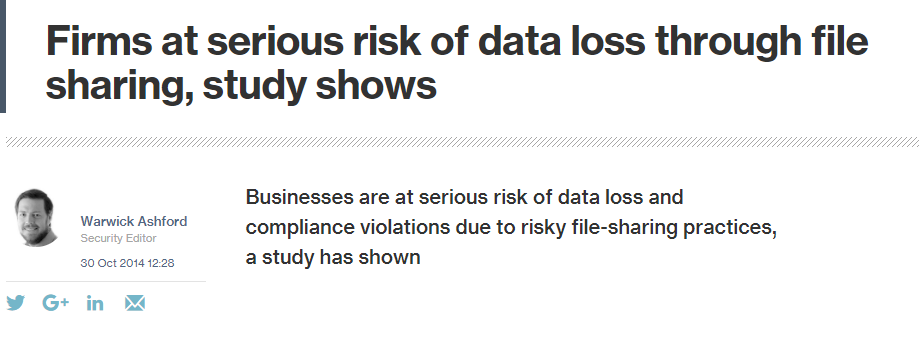 Firms at serious risk of data loss through file
sharing, study shows
Warwick Ashford
Security Editor
30 Oct 2014 12:28
Businesses are at serious risk of data loss and
compliance violations due to risky file-sharing practices,
a study has shown
G+
in